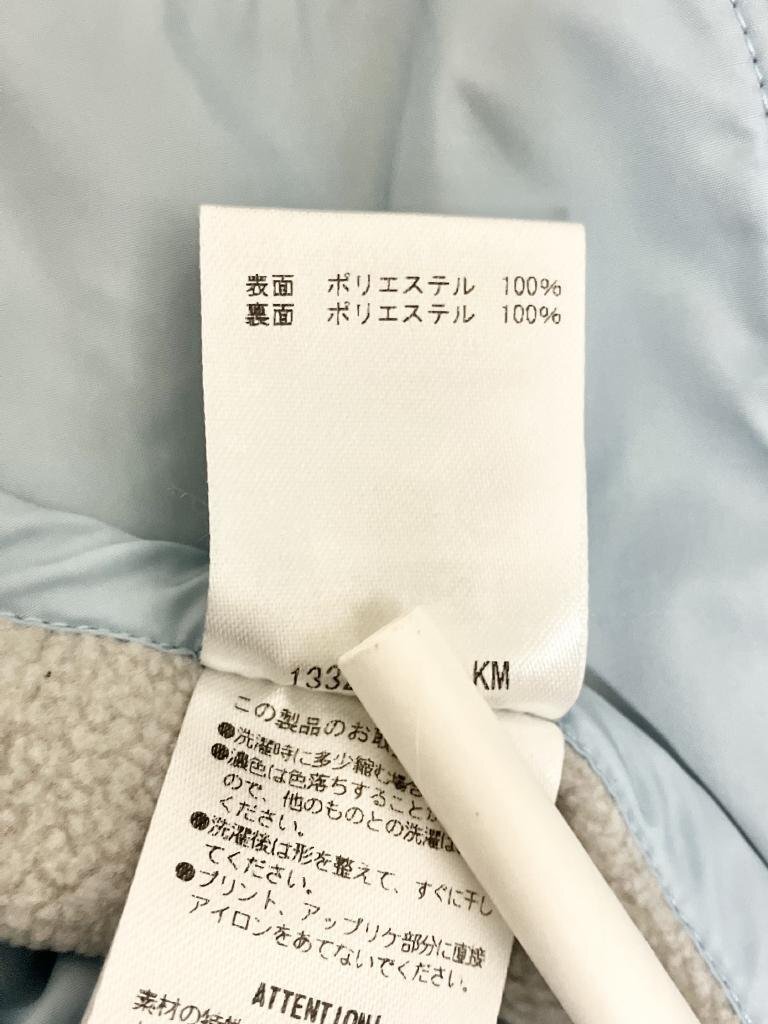 表面 ポリエステル 100%
裏面 ポリエステル 100%
133 KM
この製品のお取
●洗濯時に多少縮む場合
●濃色は色落ちすることが
ので、他のものとの洗濯は
ください。
●洗濯後は形を整えて、すぐに干し
てください。
●プリント、アップリケ部分に直接
アイロンをあてないでください。
ATTENTION!
素材の特性